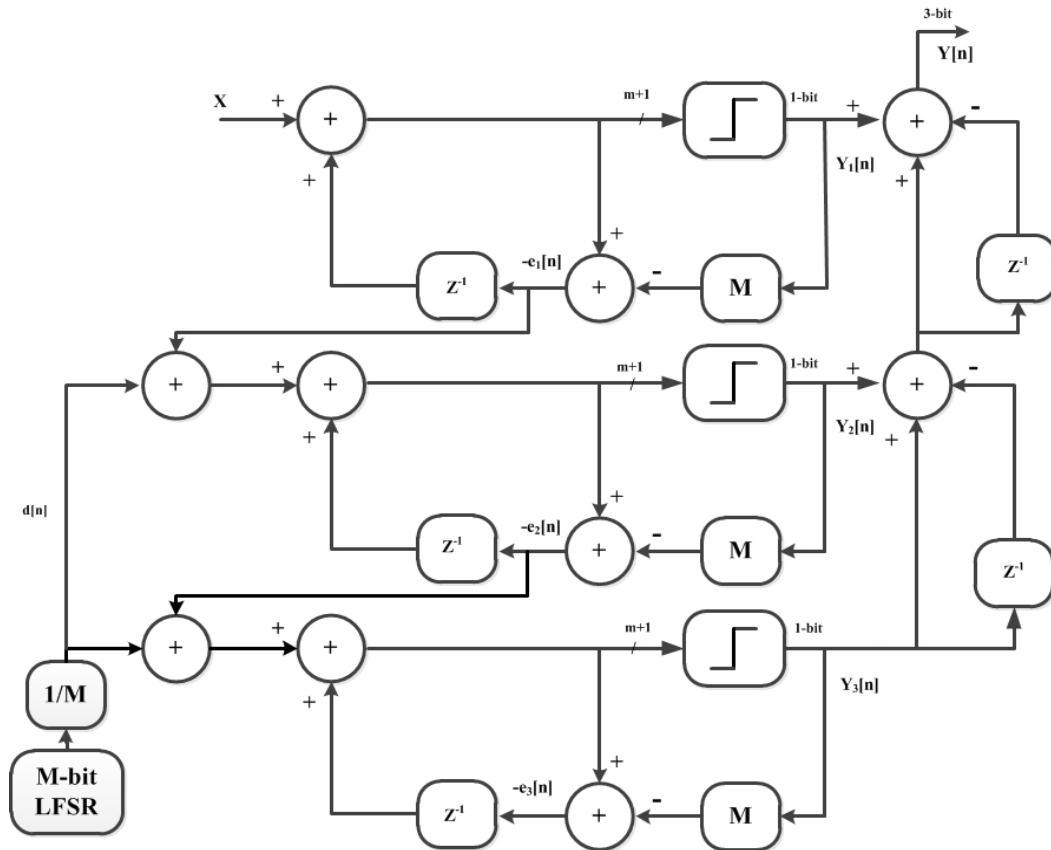 3-bit
Y[n]
X
+
+
m+1
1-bit
+
-
+
Y₁[n]
+
+
+
-e₁[n]
Z⁻¹
+
-
M
Z⁻¹
+
+
+
m+1
1-bit
+
+
-
+
Y₂[n]
+
+
d[n]
-e₂[n]
Z⁻¹
+
-
M
Z⁻¹
+
+
+
m+1
1-bit
+
Y₃[n]
1/M
M-bit
LFSR
+
-e₃[n]
Z⁻¹
+
-
M